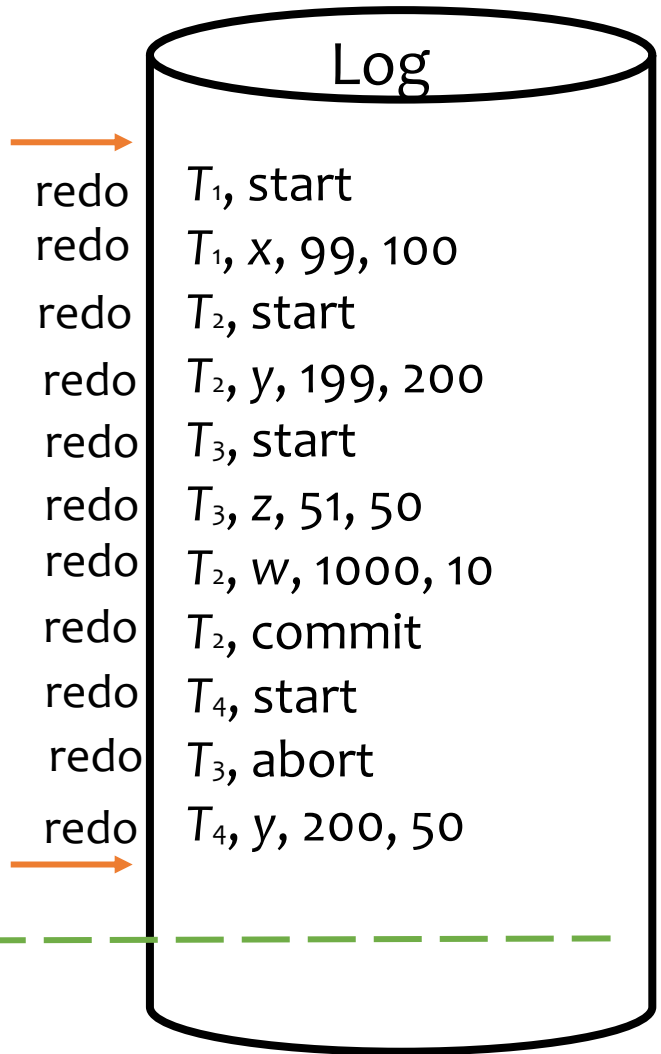 Log
redo T₁, start
redo T₁, x, 99, 100
redo T₂, start
redo T₂, y, 199, 200
redo T₃, start
redo T₃, z, 51, 50
redo T₂, w, 1000, 10
redo T₂, commit
redo T₄, start
redo T₃, abort
redo T₄, y, 200, 50